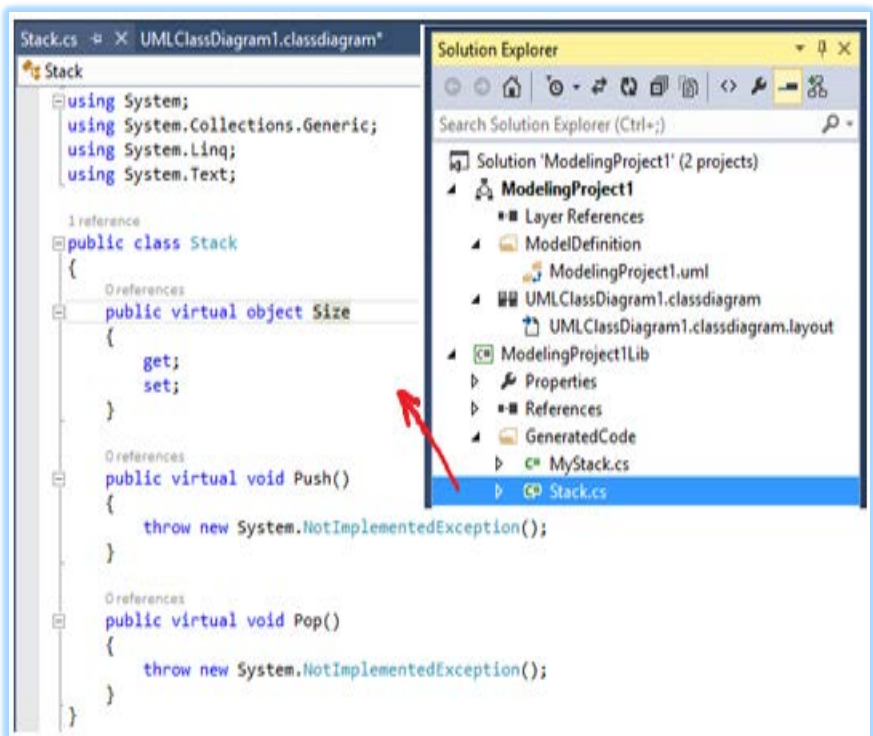 Stack.cs UMLClassDiagram1.classdiagram*
Stack
using System;
using System.Collections.Generic;
using System.Linq;
using System.Text;
1 reference
public class Stack
{
0 references
public virtual object Size
{
get;
set;
}
0 references
public virtual void Push()
{
throw new System.NotImplementedException();
}
0 references
public virtual void Pop()
{
throw new System.NotImplementedException();
}
}
Solution Explorer
Search Solution Explorer (Ctrl+;)
Solution 'ModelingProject1' (2 projects)
ModelingProject1
Layer References
ModelDefinition
ModelingProject1.uml
UMLClassDiagram1.classdiagram
UMLClassDiagram1.classdiagram.layout
C# ModelingProject1Lib
Properties
References
GeneratedCode
C# MyStack.cs
C# Stack.cs